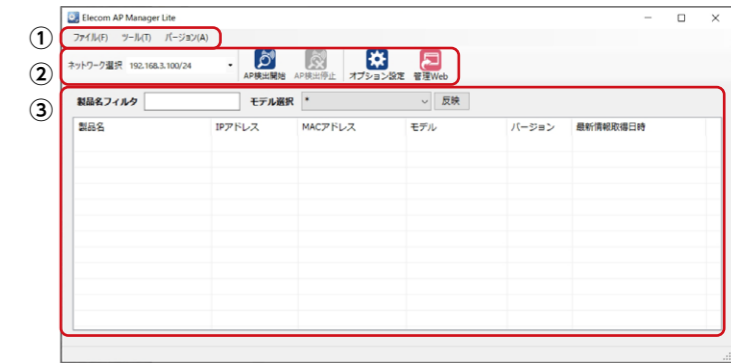 Elecom AP Manager Lite
① ファイル(F) ツール(T) バージョン(A)
② ネットワーク選択 192.168.3.100/24 AP検出開始 AP検出停止 オプション設定 管理Web
③ 製品名フィルタ モデル選択 * 反映
製品名 IPアドレス MACアドレス モデル バージョン 最新情報取得日時